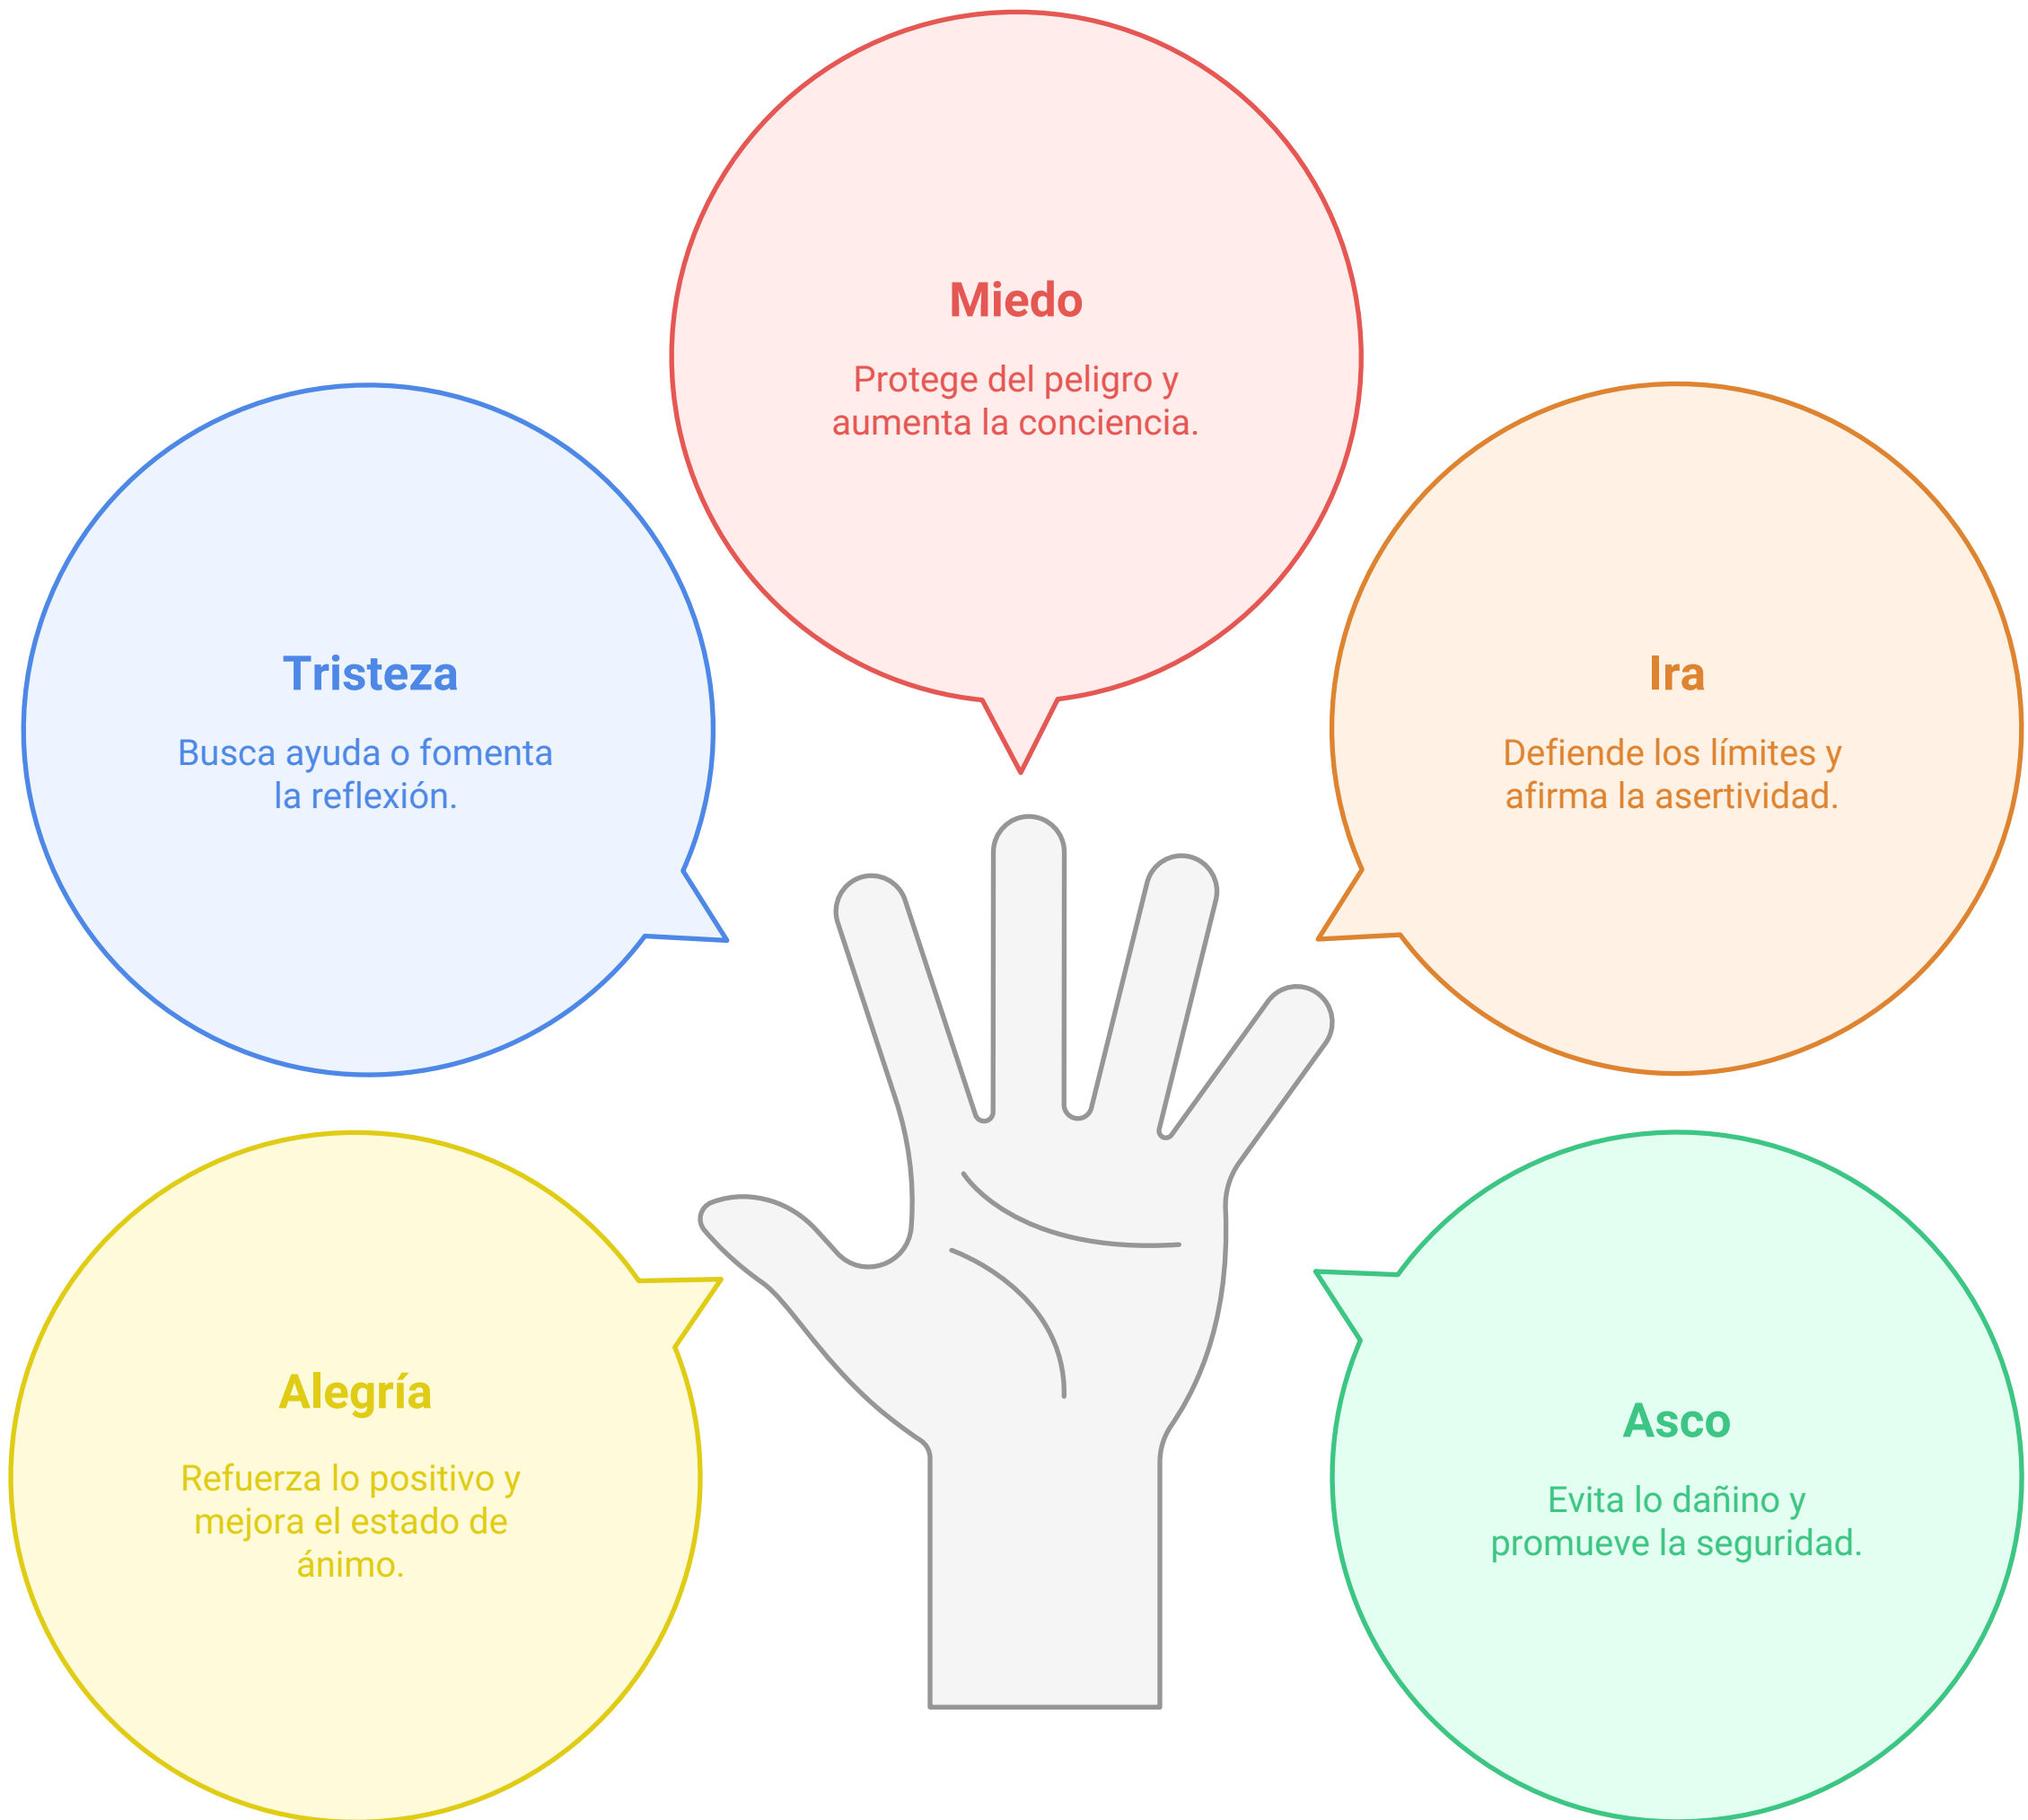 Miedo
Protege del peligro y
aumenta la conciencia.
Tristeza
Busca ayuda o fomenta
la reflexión.
Ira
Defiende los límites y
afirma la asertividad.
Alegría
Refuerza lo positivo y
mejora el estado de
ánimo.
Asco
Evita lo dañino y
promueve la seguridad.